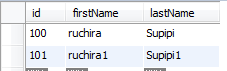 id firstName lastName
100 ruchira Supipi
101 ruchira1 Supipi1